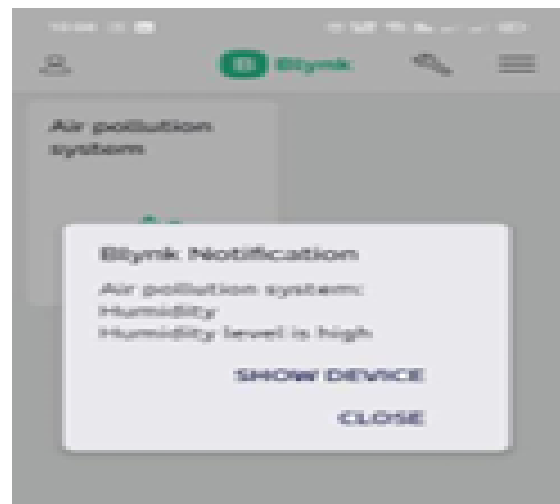 B Blynk
Air pollution
system
Blynk Notification
Air pollution system:
Humidity
Humidity level is high
SHOW DEVICE
CLOSE